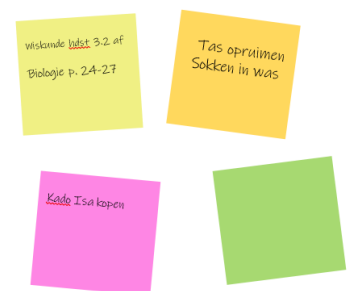 Wiskunde hdst 3.2 af
Biologie p. 24-27
Tas opruimen
Sokken in was
Kado Isa kopen